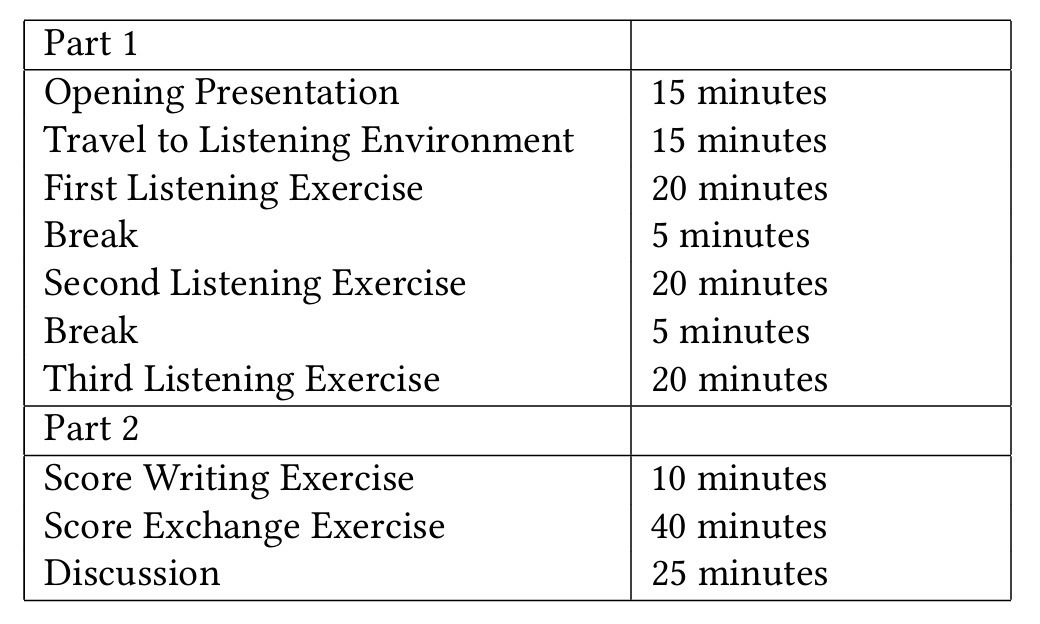 Part 1
Opening Presentation 15 minutes
Travel to Listening Environment 15 minutes
First Listening Exercise 20 minutes
Break 5 minutes
Second Listening Exercise 20 minutes
Break 5 minutes
Third Listening Exercise 20 minutes
Part 2
Score Writing Exercise 10 minutes
Score Exchange Exercise 40 minutes
Discussion 25 minutes